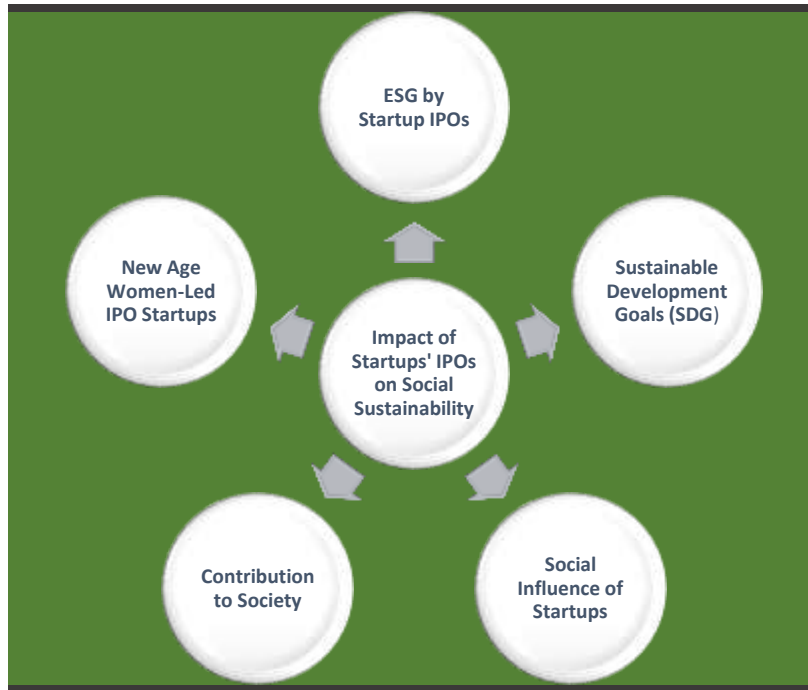 ESG by
Startup IPOs
New Age
Women-Led
IPO Startups
Sustainable
Development
Goals (SDG)
Impact of
Startups' IPOs
on Social
Sustainability
Contribution
to Society
Social
Influence of
Startups